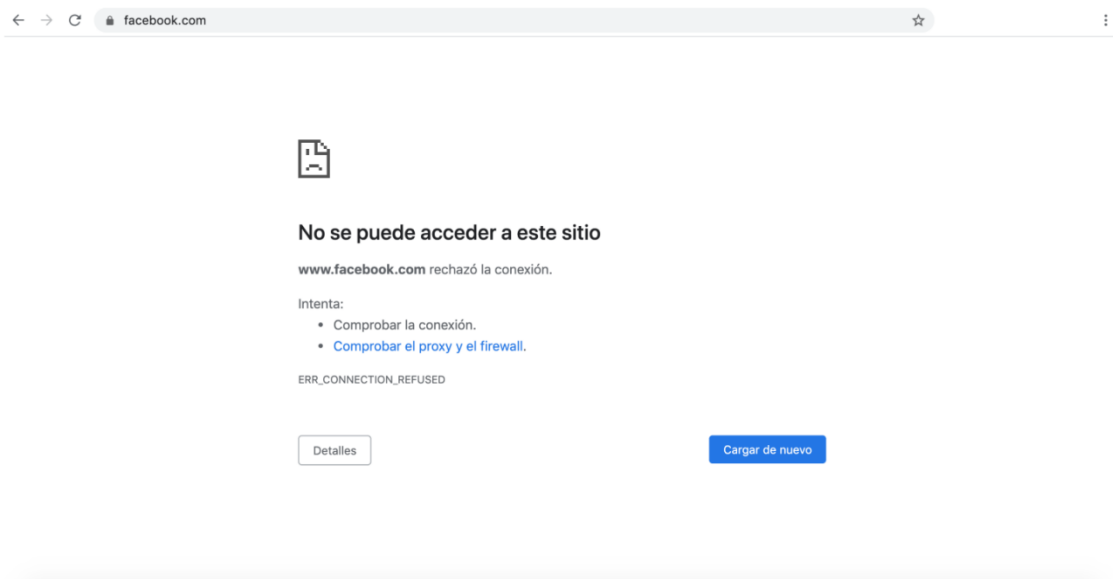 facebook.com
No se puede acceder a este sitio
www.facebook.com rechazó la conexión.
Intenta:
• Comprobar la conexión.
• Comprobar el proxy y el firewall.
ERR_CONNECTION_REFUSED
Detalles
Cargar de nuevo